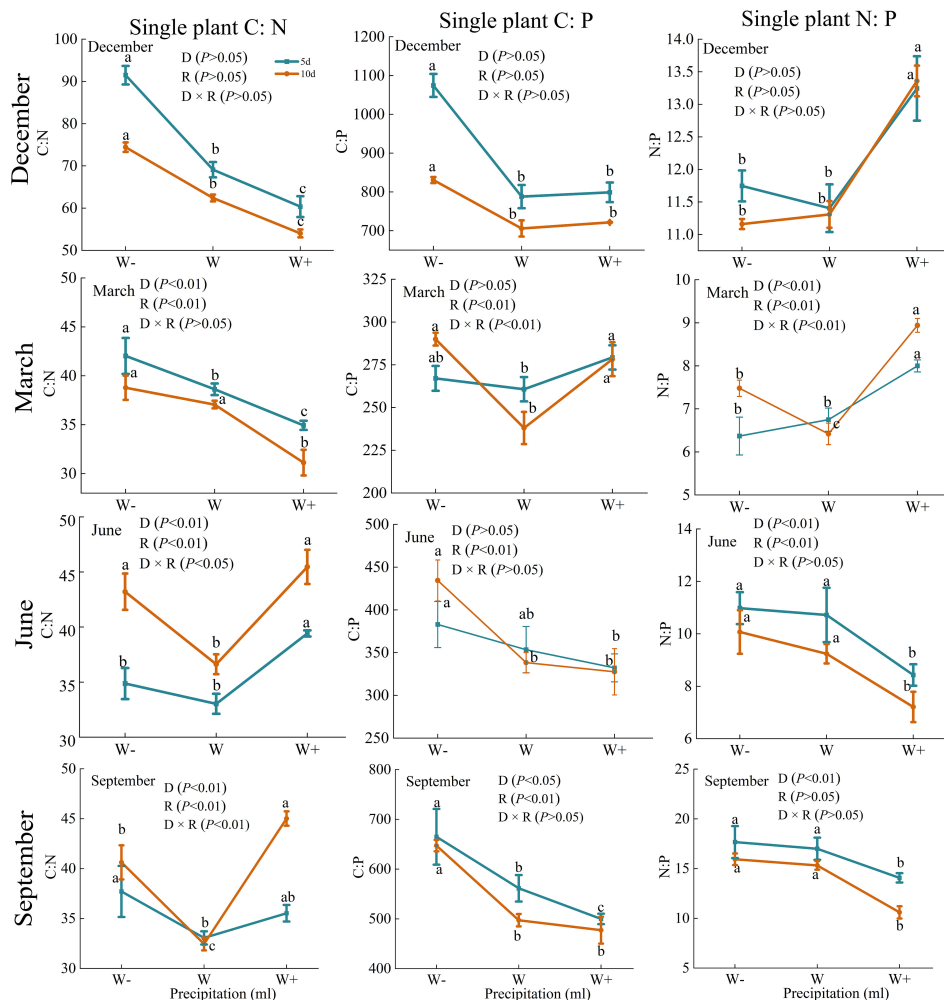 Single plant C: N
Single plant C: P
Single plant N: P
December
March
June
September
December
D (P>0.05)
R (P>0.05)
D × R (P>0.05)
5d
10d
100
90
80
70
60
50
C:N
a
b
c
a
b
c
W-
W
W+
December
D (P>0.05)
R (P>0.05)
D × R (P>0.05)
1200
1100
1000
900
800
700
C:P
a
b
b
a
b
b
W-
W
W+
December
D (P>0.05)
R (P>0.05)
D × R (P>0.05)
13.5
13.0
12.5
12.0
11.5
11.0
N:P
a
b
b
b
b
W-
W
W+
March
D (P<0.01)
R (P<0.01)
D × R (P>0.05)
45
40
35
30
C:N
a
b
c
a
a
b
W-
W
W+
March
D (P>0.05)
R (P<0.01)
D × R (P<0.01)
325
300
275
250
225
200
C:P
a
ab
b
a
b
a
W-
W
W+
March
D (P<0.01)
R (P<0.01)
D × R (P<0.01)
9
8
7
6
5
N:P
b
b
b
c
a
a
W-
W
W+
June
D (P<0.01)
R (P<0.01)
D × R (P<0.05)
50
45
40
35
30
C:N
a
b
a
b
b
a
W-
W
W+
June
D (P>0.05)
R (P<0.01)
D × R (P>0.05)
500
450
400
350
300
250
C:P
a
a
ab
b
b
b
W-
W
W+
June
D (P<0.01)
R (P<0.01)
D × R (P>0.05)
14
12
10
8
6
N:P
a
a
b
a
a
b
W-
W
W+
September
D (P<0.01)
R (P<0.01)
D × R (P<0.01)
50
45
40
35
30
C:N
b
a
b
c
a
ab
W-
W
W+
Precipitation (ml)
September
D (P<0.05)
R (P<0.01)
D × R (P>0.05)
800
700
600
500
400
C:P
a
b
c
a
b
b
W-
W
W+
Precipitation (ml)
September
D (P<0.01)
R (P>0.05)
D × R (P>0.05)
25
20
15
10
5
N:P
a
a
b
a
a
b
W-
W
W+
Precipitation (ml)